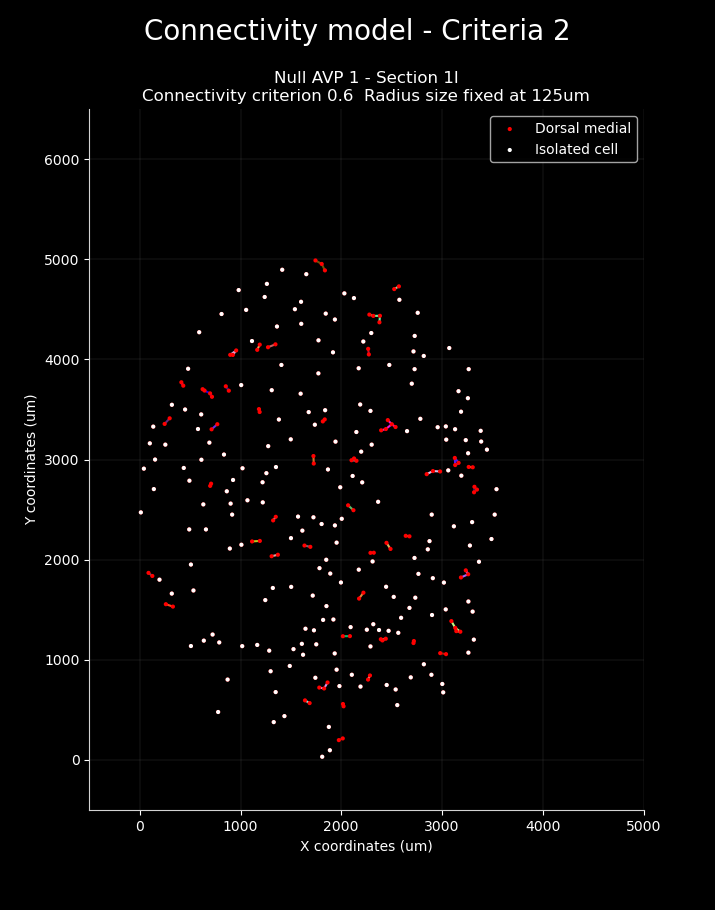 Connectivity model - Criteria 2
Null AVP 1 - Section 1I
Connectivity criterion 0.6  Radius size fixed at 125um
Dorsal medial
Isolated cell
6000
5000
4000
3000
2000
1000
0
Y coordinates (um)
0
1000
2000
3000
4000
5000
X coordinates (um)